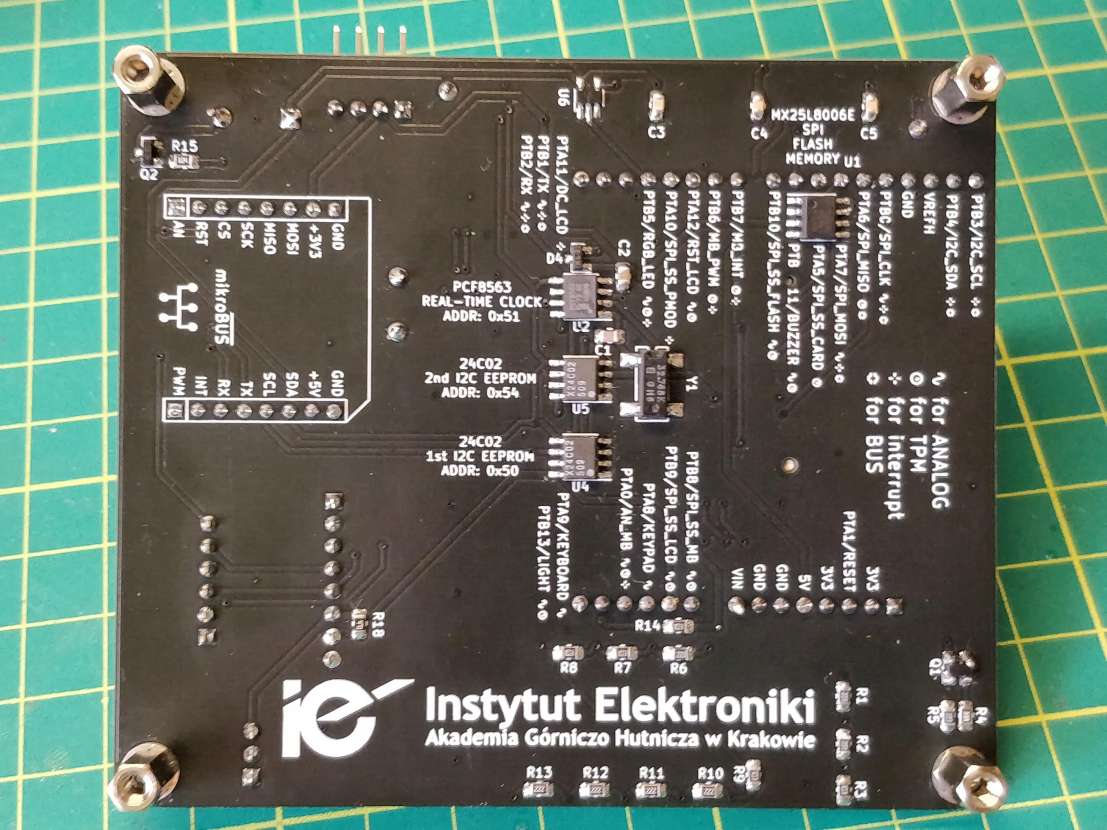 U6
C3
C4
C5
MX25L8006E
SPI
FLASH
MEMORY
U1
R15
Q2
PTB2/RX
PTB1/TX
PTA11/D/C_LCD
PTB5/RGB_LED
PTA10/SPI_SS_PMOD
PTA12/RST_LCD
PTB6/MB_PWM
PTB7/MB_INT
PTB10/SPI_SS_FLASH
PTB11/BUZZER
PTA5/SPI_SS_CARD
PTA7/SPI_MOSI
PTA6/SPI_MISO
PTB0/SPI_CLK
GND
VREFH
PTB4/I2C_SDA
PTB3/I2C_SCL
AN
RST
CS
SCK
MISO
MOSI
+3V3
GND
mikroBUS
PWM
INT
RX
TX
SCL
SDA
+5V
GND
D4
C2
PCF8563
REAL-TIME CLOCK
ADDR: 0x51
U2
C1
24C02
2nd I2C EEPROM
ADDR: 0x54
X24C02
509
U5
Y1
24C02
1st I2C EEPROM
ADDR: 0x50
X24C02
509
U4
∿ for ANALOG
for TPM
for interrupt
for BUS
PTB13/LIGHT
PTA9/KEYBOARD
PTA0/AN_MB
PTA8/KEYPAD
PTB9/SPI_SS_LCD
PTB8/SPI_SS_MB
VIN
GND
GND
5V
3V3
PTA1/RESET
3V3
R18
R14
R8
R7
R6
Q1
R1
R5
R4
R2
R3
ie
Instytut Elektroniki
Akademia Górniczo Hutnicza w Krakowie
R13
R12
R11
R10
R9